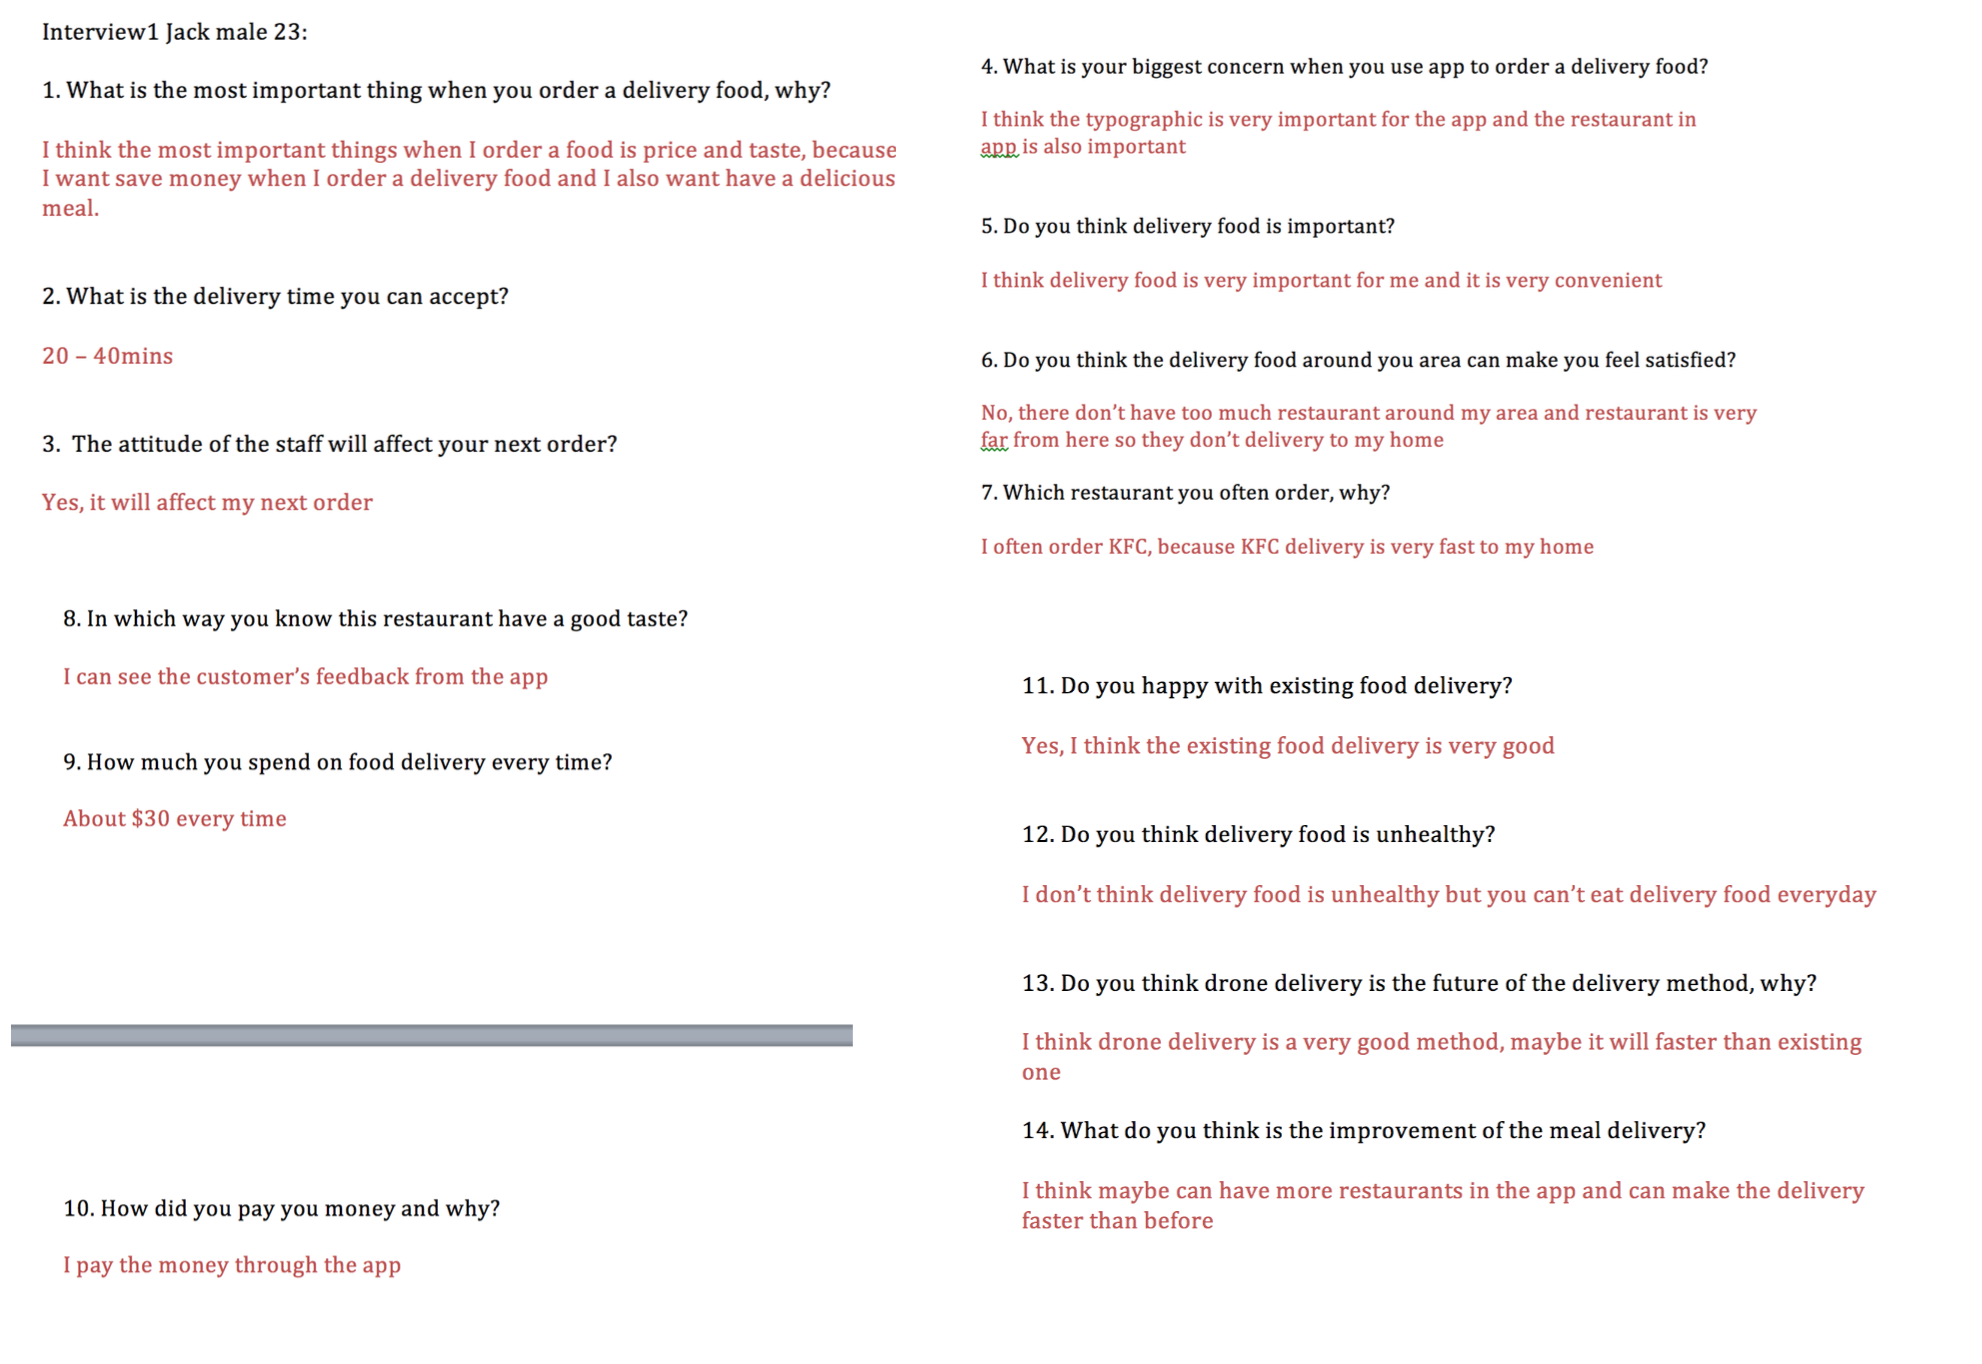 Interview1 Jack male 23:
1. What is the most important thing when you order a delivery food, why?
I think the most important things when I order a food is price and taste, because
I want save money when I order a delivery food and I also want have a delicious
meal.
2. What is the delivery time you can accept?
20 – 40mins
3.  The attitude of the staff will affect your next order?
Yes, it will affect my next order
4. What is your biggest concern when you use app to order a delivery food?
I think the typographic is very important for the app and the restaurant in
app is also important
5. Do you think delivery food is important?
I think delivery food is very important for me and it is very convenient
6. Do you think the delivery food around you area can make you feel satisfied?
No, there don’t have too much restaurant around my area and restaurant is very
far from here so they don’t delivery to my home
7. Which restaurant you often order, why?
I often order KFC, because KFC delivery is very fast to my home
8. In which way you know this restaurant have a good taste?
I can see the customer’s feedback from the app
9. How much you spend on food delivery every time?
About $30 every time
10. How did you pay you money and why?
I pay the money through the app
11. Do you happy with existing food delivery?
Yes, I think the existing food delivery is very good
12. Do you think delivery food is unhealthy?
I don’t think delivery food is unhealthy but you can’t eat delivery food everyday
13. Do you think drone delivery is the future of the delivery method, why?
I think drone delivery is a very good method, maybe it will faster than existing
one
14. What do you think is the improvement of the meal delivery?
I think maybe can have more restaurants in the app and can make the delivery
faster than before